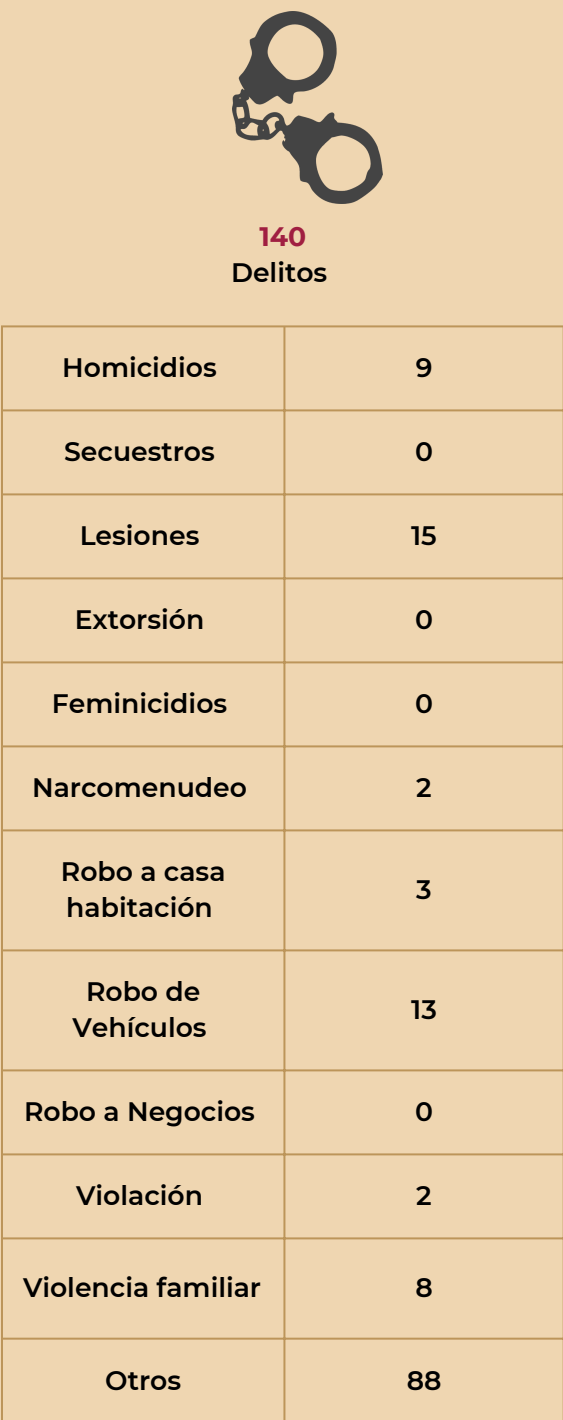 140
Delitos
Homicidios 9
Secuestros 0
Lesiones 15
Extorsión 0
Feminicidios 0
Narcomenudeo 2
Robo a casa
habitación 3
Robo de
Vehículos 13
Robo a Negocios 0
Violación 2
Violencia familiar 8
Otros 88